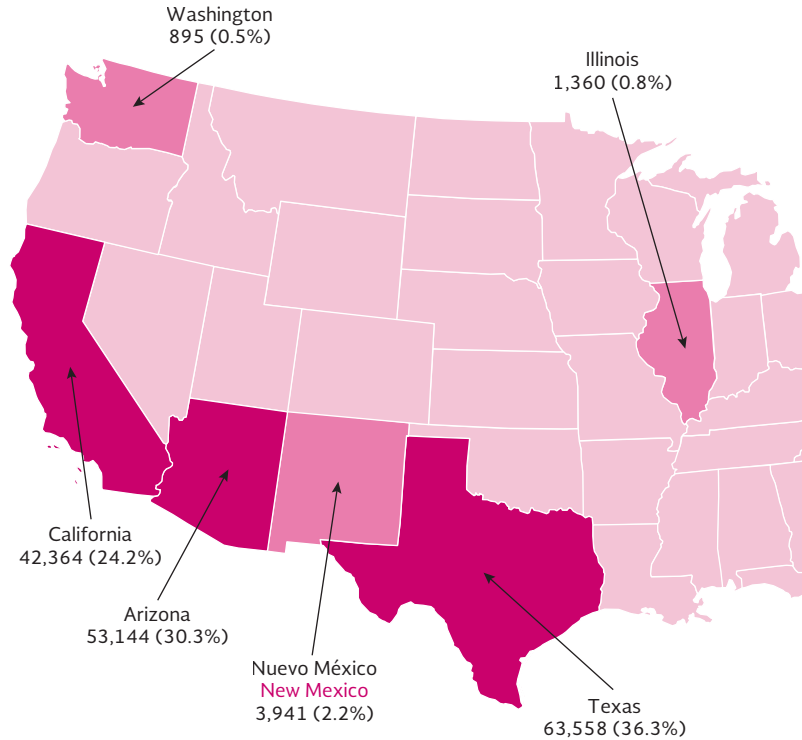 Washington
895 (0.5%)
Illinois
1,360 (0.8%)
California
42,364 (24.2%)
Arizona
53,144 (30.3%)
Nuevo México
New Mexico
3,941 (2.2%)
Texas
63,558 (36.3%)